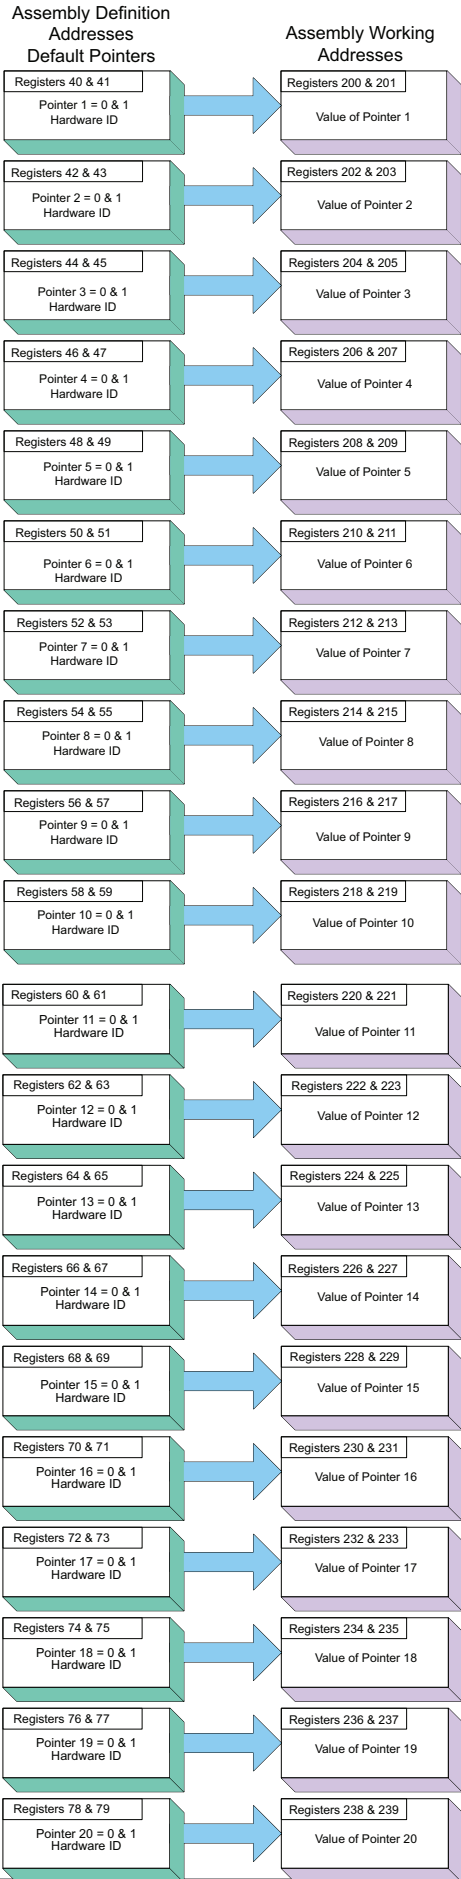 Assembly Definition
Addresses
Default Pointers
Assembly Working
Addresses
Registers 40 & 41
Pointer 1 = 0 & 1
Hardware ID
Registers 200 & 201
Value of Pointer 1
Registers 42 & 43
Pointer 2 = 0 & 1
Hardware ID
Registers 202 & 203
Value of Pointer 2
Registers 44 & 45
Pointer 3 = 0 & 1
Hardware ID
Registers 204 & 205
Value of Pointer 3
Registers 46 & 47
Pointer 4 = 0 & 1
Hardware ID
Registers 206 & 207
Value of Pointer 4
Registers 48 & 49
Pointer 5 = 0 & 1
Hardware ID
Registers 208 & 209
Value of Pointer 5
Registers 50 & 51
Pointer 6 = 0 & 1
Hardware ID
Registers 210 & 211
Value of Pointer 6
Registers 52 & 53
Pointer 7 = 0 & 1
Hardware ID
Registers 212 & 213
Value of Pointer 7
Registers 54 & 55
Pointer 8 = 0 & 1
Hardware ID
Registers 214 & 215
Value of Pointer 8
Registers 56 & 57
Pointer 9 = 0 & 1
Hardware ID
Registers 216 & 217
Value of Pointer 9
Registers 58 & 59
Pointer 10 = 0 & 1
Hardware ID
Registers 218 & 219
Value of Pointer 10
Registers 60 & 61
Pointer 11 = 0 & 1
Hardware ID
Registers 220 & 221
Value of Pointer 11
Registers 62 & 63
Pointer 12 = 0 & 1
Hardware ID
Registers 222 & 223
Value of Pointer 12
Registers 64 & 65
Pointer 13 = 0 & 1
Hardware ID
Registers 224 & 225
Value of Pointer 13
Registers 66 & 67
Pointer 14 = 0 & 1
Hardware ID
Registers 226 & 227
Value of Pointer 14
Registers 68 & 69
Pointer 15 = 0 & 1
Hardware ID
Registers 228 & 229
Value of Pointer 15
Registers 70 & 71
Pointer 16 = 0 & 1
Hardware ID
Registers 230 & 231
Value of Pointer 16
Registers 72 & 73
Pointer 17 = 0 & 1
Hardware ID
Registers 232 & 233
Value of Pointer 17
Registers 74 & 75
Pointer 18 = 0 & 1
Hardware ID
Registers 234 & 235
Value of Pointer 18
Registers 76 & 77
Pointer 19 = 0 & 1
Hardware ID
Registers 236 & 237
Value of Pointer 19
Registers 78 & 79
Pointer 20 = 0 & 1
Hardware ID
Registers 238 & 239
Value of Pointer 20